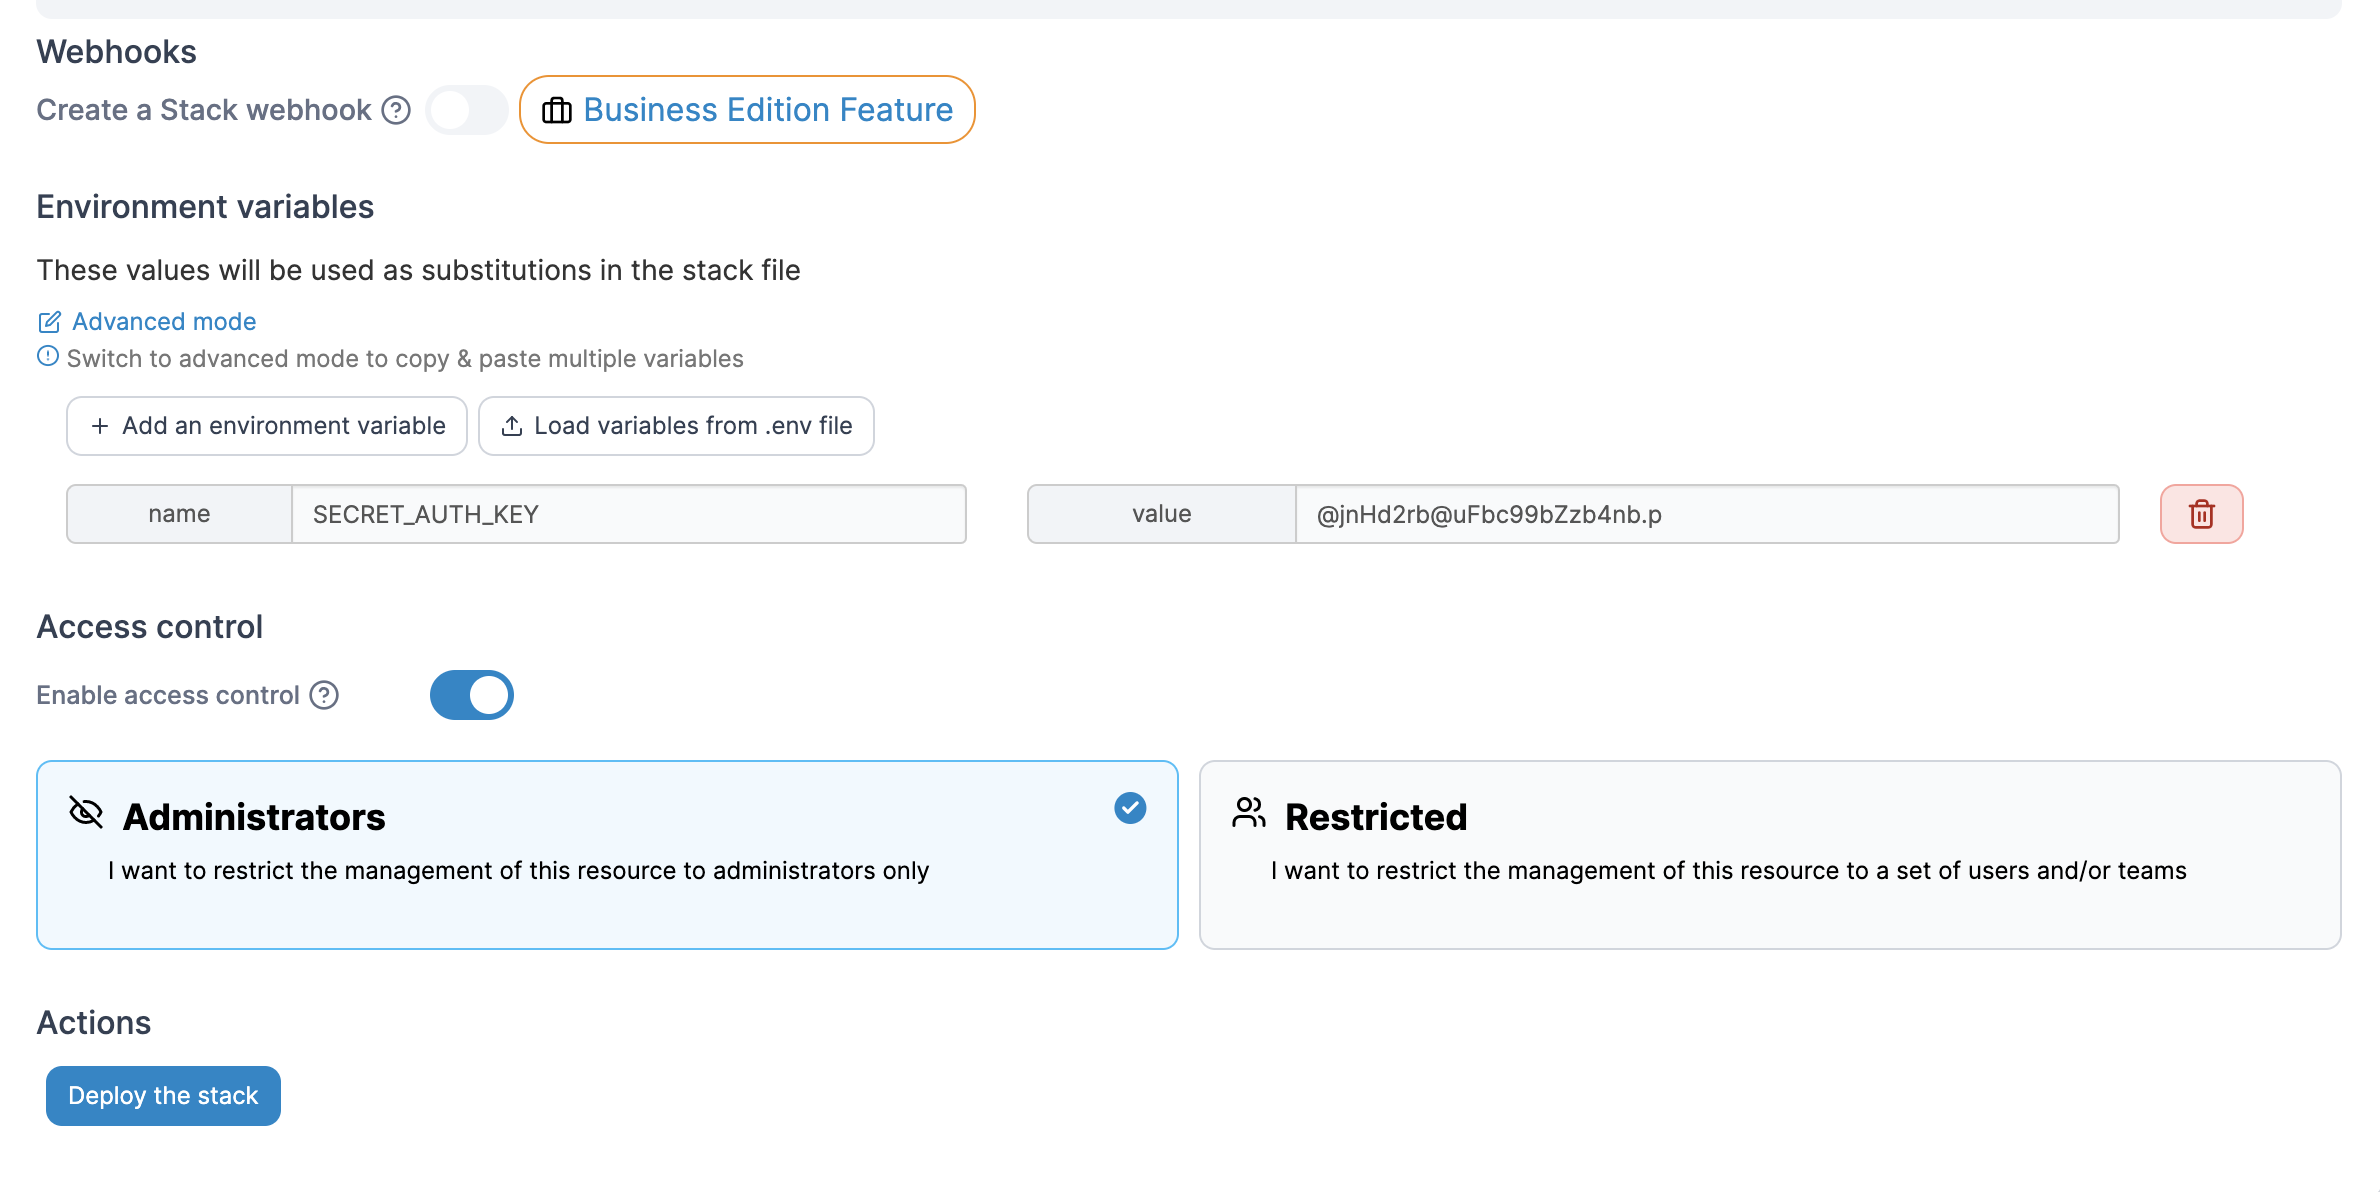 Webhooks
Create a Stack webhook
Business Edition Feature
Environment variables
These values will be used as substitutions in the stack file
Advanced mode
Switch to advanced mode to copy & paste multiple variables
+ Add an environment variable
Load variables from .env file
name SECRET_AUTH_KEY
value @jnHd2rb@uFbc99bZzb4nb.p
Access control
Enable access control
Administrators
I want to restrict the management of this resource to administrators only
Restricted
I want to restrict the management of this resource to a set of users and/or teams
Actions
Deploy the stack